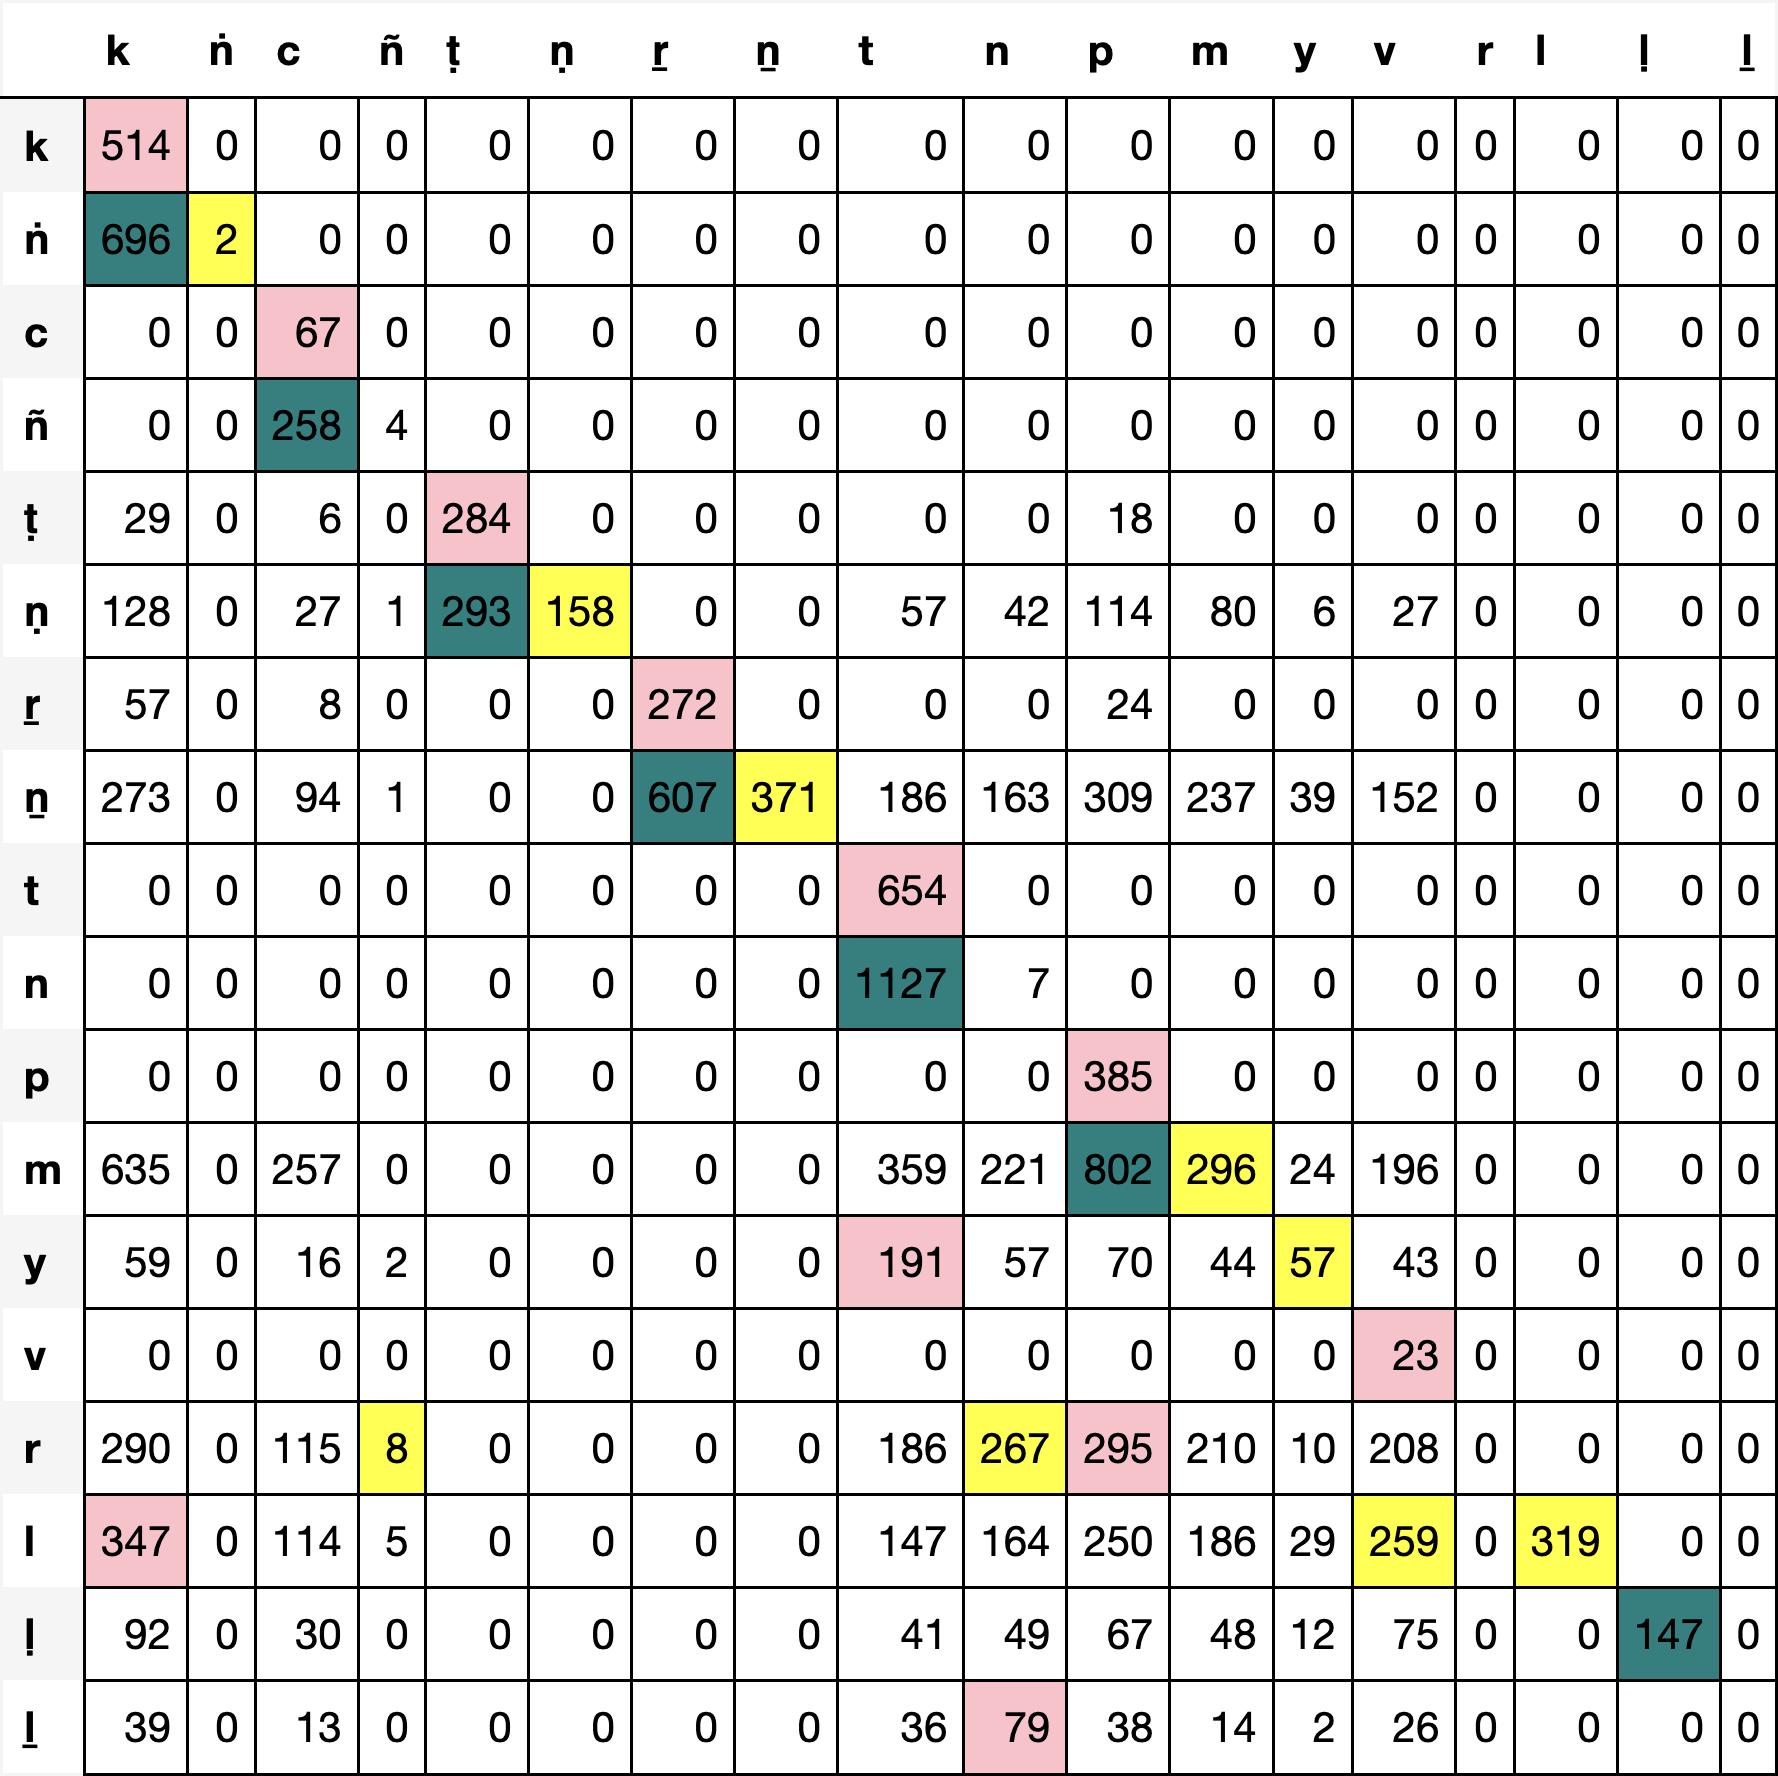 k ṅ c ñ ṭ ṇ ṟ ṉ t n p m y v r l ḷ ḻ
k 514 0 0 0 0 0 0 0 0 0 0 0 0 0 0 0 0 0
ṅ 696 2 0 0 0 0 0 0 0 0 0 0 0 0 0 0 0 0
c 0 0 67 0 0 0 0 0 0 0 0 0 0 0 0 0 0 0
ñ 0 0 258 4 0 0 0 0 0 0 0 0 0 0 0 0 0 0
ṭ 29 0 6 0 284 0 0 0 0 0 18 0 0 0 0 0 0 0
ṇ 128 0 27 1 293 158 0 0 57 42 114 80 6 27 0 0 0 0
ṟ 57 0 8 0 0 0 272 0 0 0 24 0 0 0 0 0 0 0
ṉ 273 0 94 1 0 0 607 371 186 163 309 237 39 152 0 0 0 0
t 0 0 0 0 0 0 0 0 654 0 0 0 0 0 0 0 0 0
n 0 0 0 0 0 0 0 0 1127 7 0 0 0 0 0 0 0 0
p 0 0 0 0 0 0 0 0 0 0 385 0 0 0 0 0 0 0
m 635 0 257 0 0 0 0 0 359 221 802 296 24 196 0 0 0 0
y 59 0 16 2 0 0 0 0 191 57 70 44 57 43 0 0 0 0
v 0 0 0 0 0 0 0 0 0 0 0 0 0 23 0 0 0 0
r 290 0 115 8 0 0 0 0 186 267 295 210 10 208 0 0 0 0
l 347 0 114 5 0 0 0 0 147 164 250 186 29 259 0 319 0 0
ḷ 92 0 30 0 0 0 0 0 41 49 67 48 12 75 0 0 147 0
ḻ 39 0 13 0 0 0 0 0 36 79 38 14 2 26 0 0 0 0